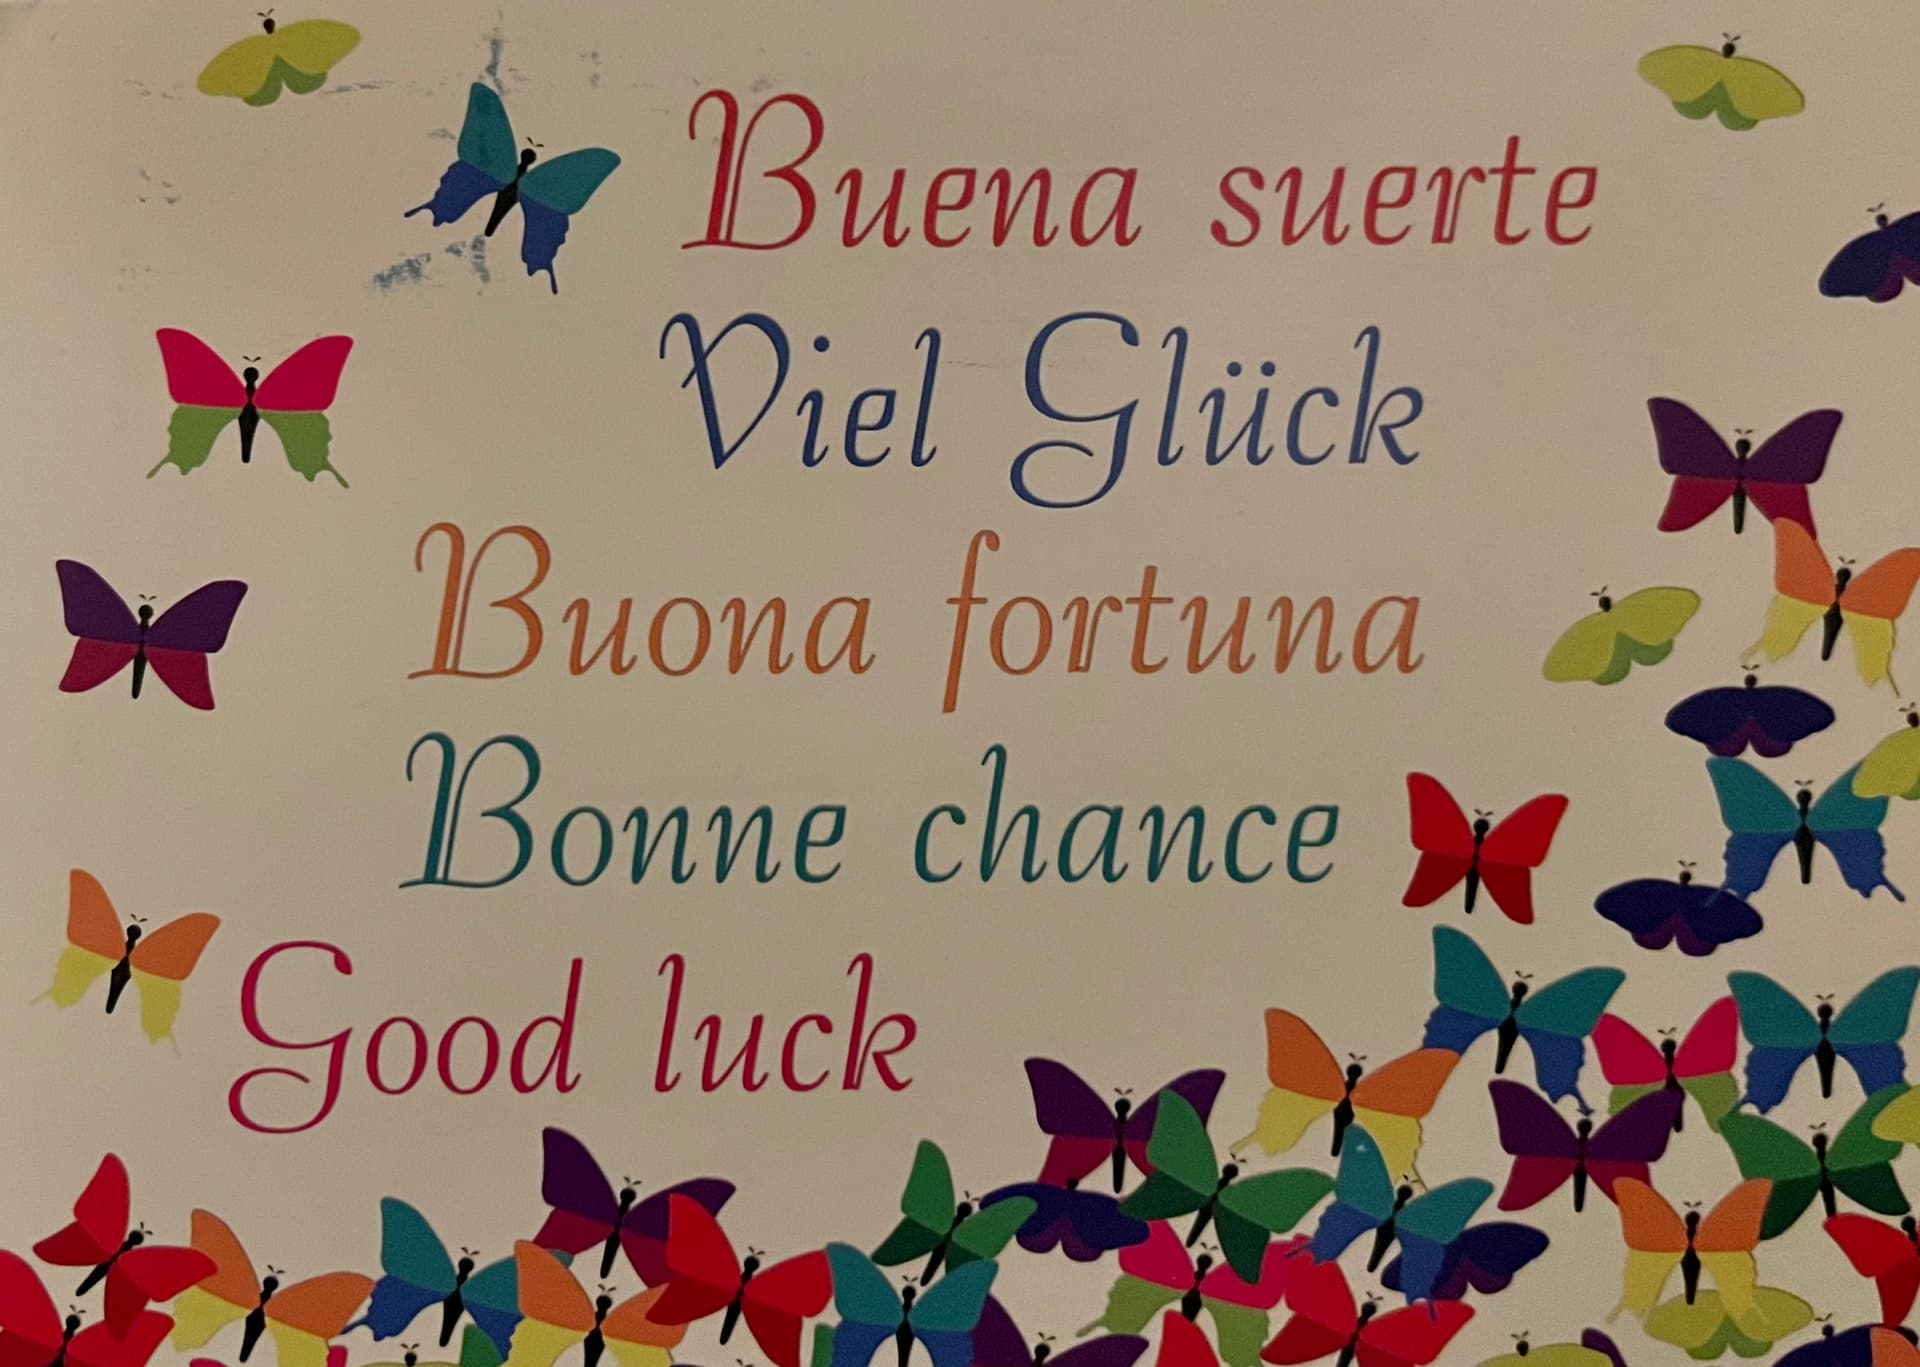 Buena suerte
Viel Glück
Buona fortuna
Bonne chance
Good luck